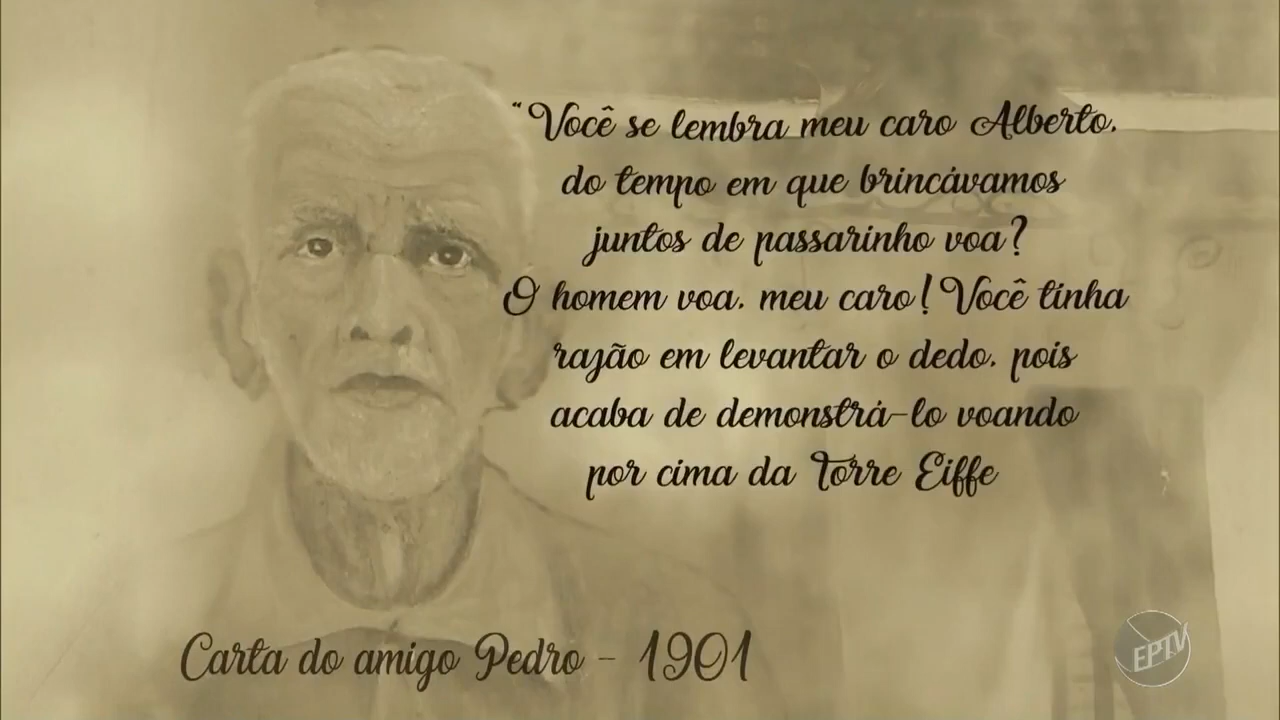 "Você se lembra meu caro Alberto,
do tempo em que brincávamos
juntos de passarinho voa?
O homem voa, meu caro! Você tinha
razão em levantar o dedo, pois
acaba de demonstrá-lo voando
por cima da Torre Eiffe
Carta do amigo Pedro - 1901
EPTV